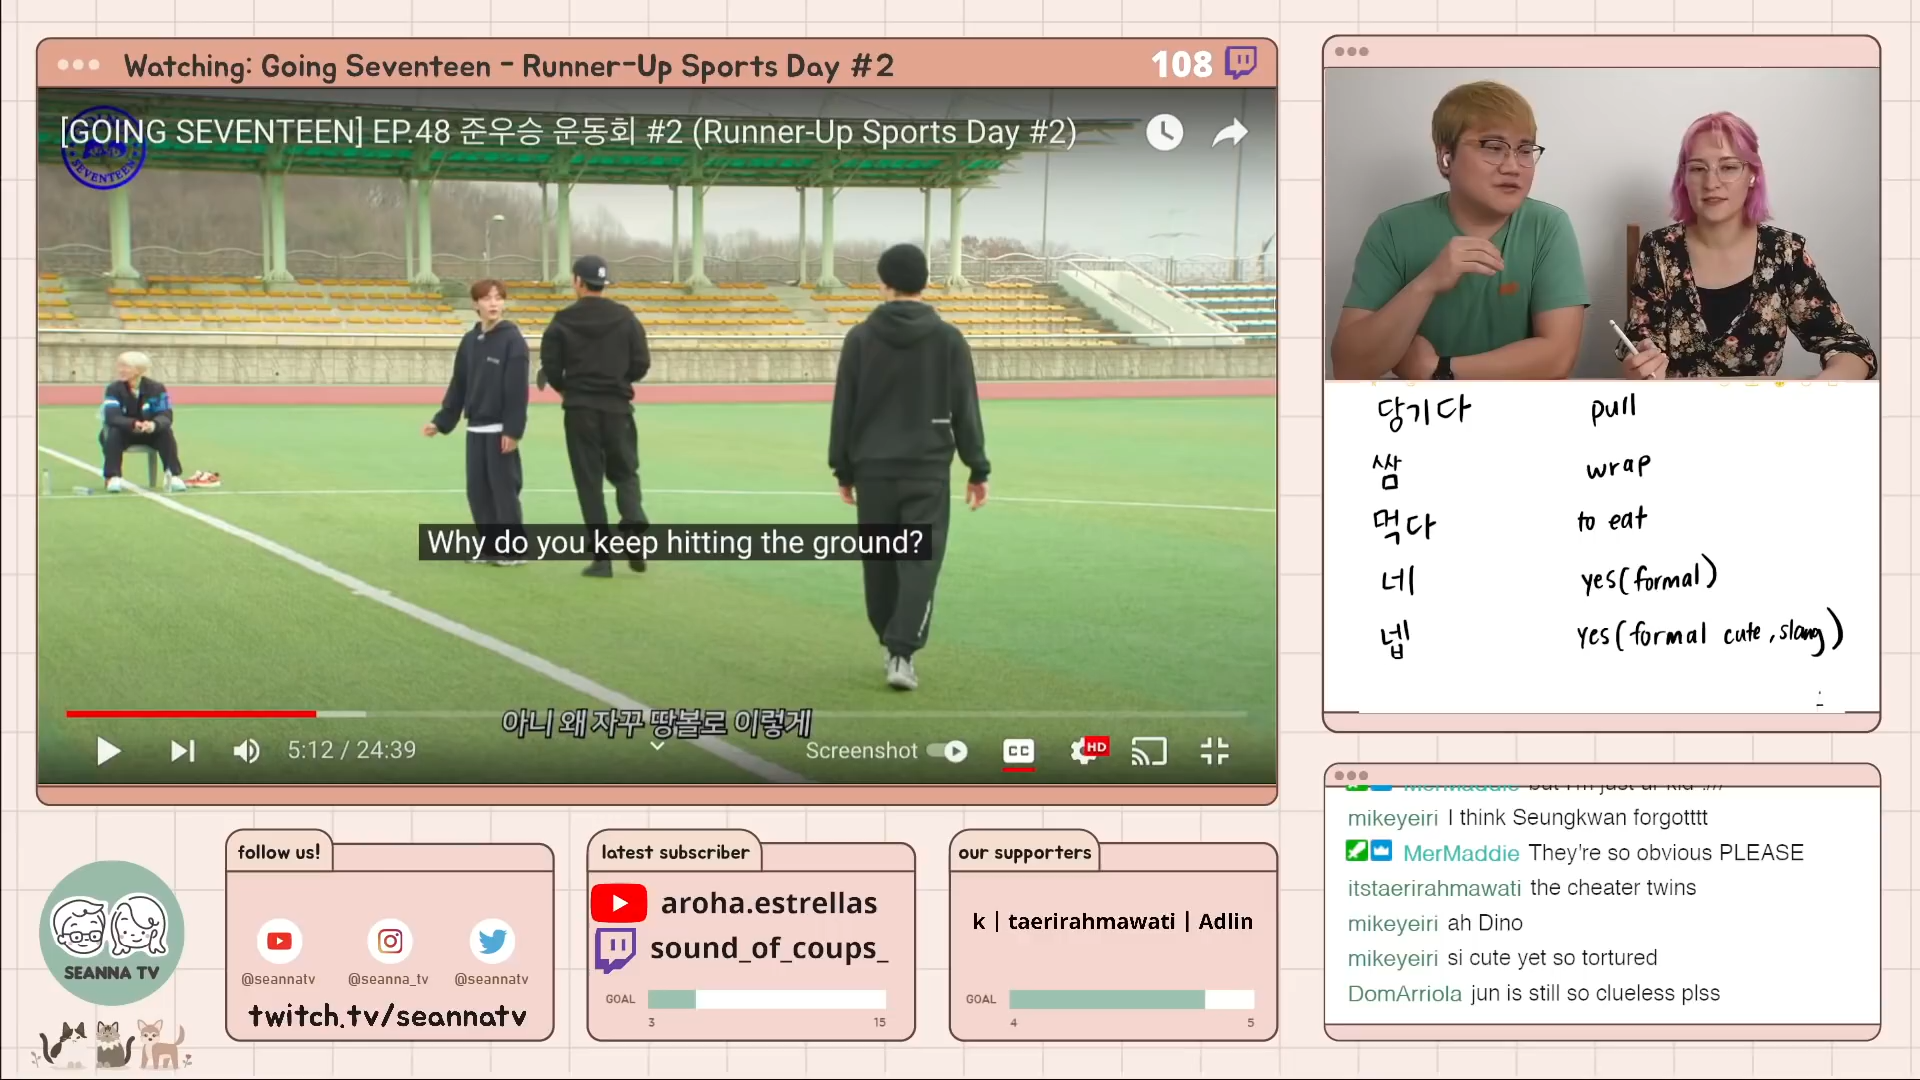 Watching: Going Seventeen - Runner-Up Sports Day #2
108
[GOING SEVENTEEN] EP.48 준우승 운동회 #2 (Runner-Up Sports Day #2)
SEVENTEEN
Why do you keep hitting the ground?
아니 왜 자꾸 땅볼로 이렇게
5:12 / 24:39
Screenshot
CC
HD
당기다 pull
쌈 wrap
먹다 to eat
네 yes(formal)
넵 yes(formal cute, slang)
MerMaddie
mikeyeiri I think Seungkwan forgotttt
MerMaddie They're so obvious PLEASE
itstaerirahmawati the cheater twins
mikeyeiri ah Dino
mikeyeiri si cute yet so tortured
DomArriola jun is still so clueless plss
SEANNA TV
follow us!
@seannatv
@seanna_tv
@seannatv
twitch.tv/seannatv
latest subscriber
aroha.estrellas
sound_of_coups_
GOAL
3 15
our supporters
k | taerirahmawati | Adlin
GOAL
4 5